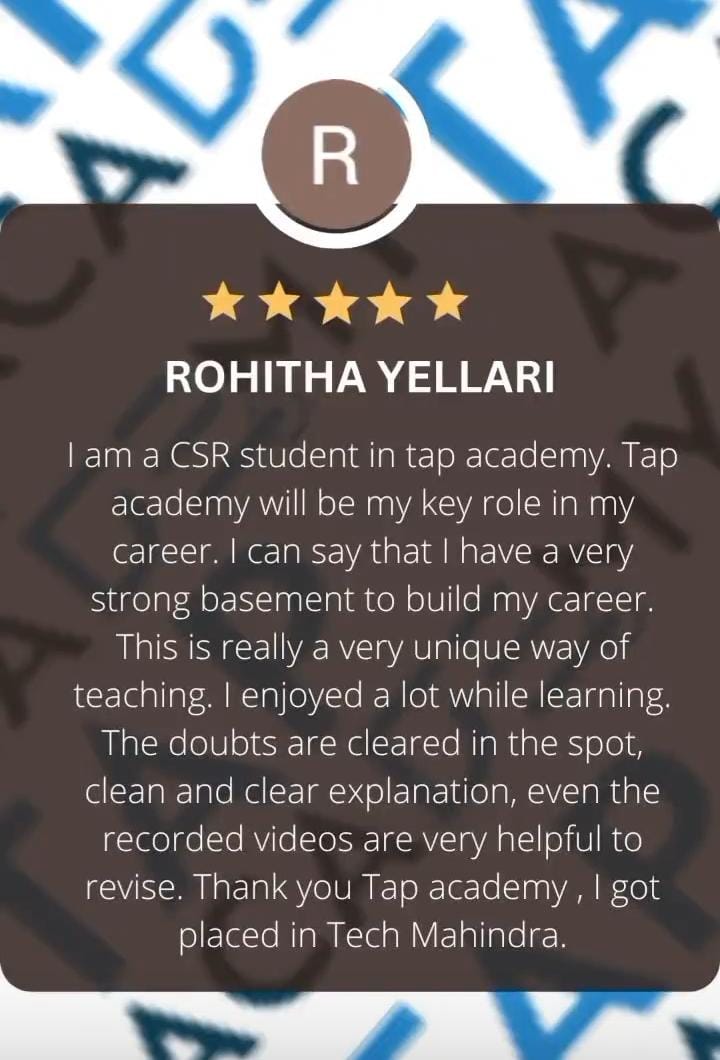 R
ROHITHA YELLARI
I am a CSR student in tap academy. Tap
academy will be my key role in my
career. I can say that I have a very
strong basement to build my career.
This is really a very unique way of
teaching. I enjoyed a lot while learning.
The doubts are cleared in the spot,
clean and clear explanation, even the
recorded videos are very helpful to
revise. Thank you Tap academy , I got
placed in Tech Mahindra.